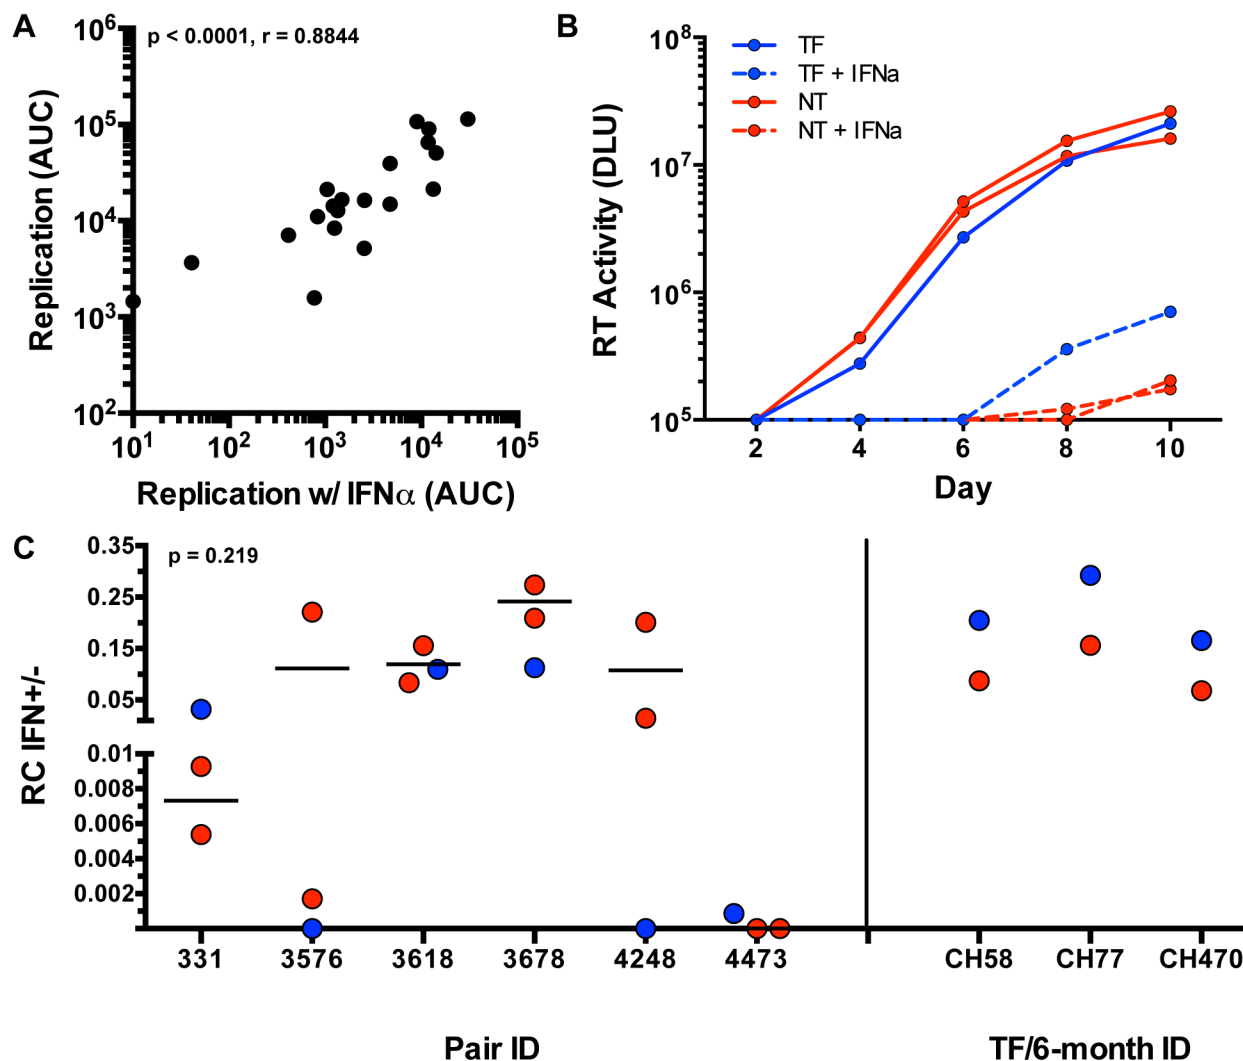 A
p < 0.0001, r = 0.8844
Replication (AUC)
10^6
10^5
10^4
10^3
10^2
10^1 10^2 10^3 10^4 10^5
Replication w/ IFNα (AUC)
B
TF
TF + IFNa
NT
NT + IFNa
RT Activity (DLU)
10^8
10^7
10^6
10^5
2 4 6 8 10
Day
C
p = 0.219
RC IFN+/-
0.35
0.25
0.15
0.05
0.01
0.008
0.006
0.004
0.002
331 3576 3618 3678 4248 4473 CH58 CH77 CH470
Pair ID
TF/6-month ID